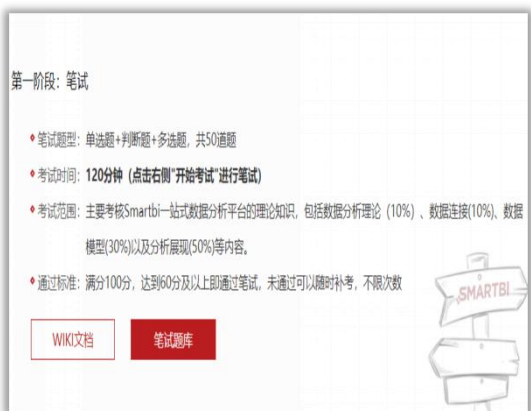 第一阶段：笔试
笔试题型：单选题+判断题+多选题，共50道题
考试时间：120分钟（点击右侧"开始考试"进行笔试）
考试范围：主要考核Smartbi一站式数据分析平台的理论知识，包括数据分析理论（10%）、数据连接(10%)、数据
模型(30%)以及分析展现(50%)等内容。
通过标准：满分100分，达到60分及以上即通过笔试，未通过可以随时补考，不限次数
SMARTBI
WIKI文档
笔试题库